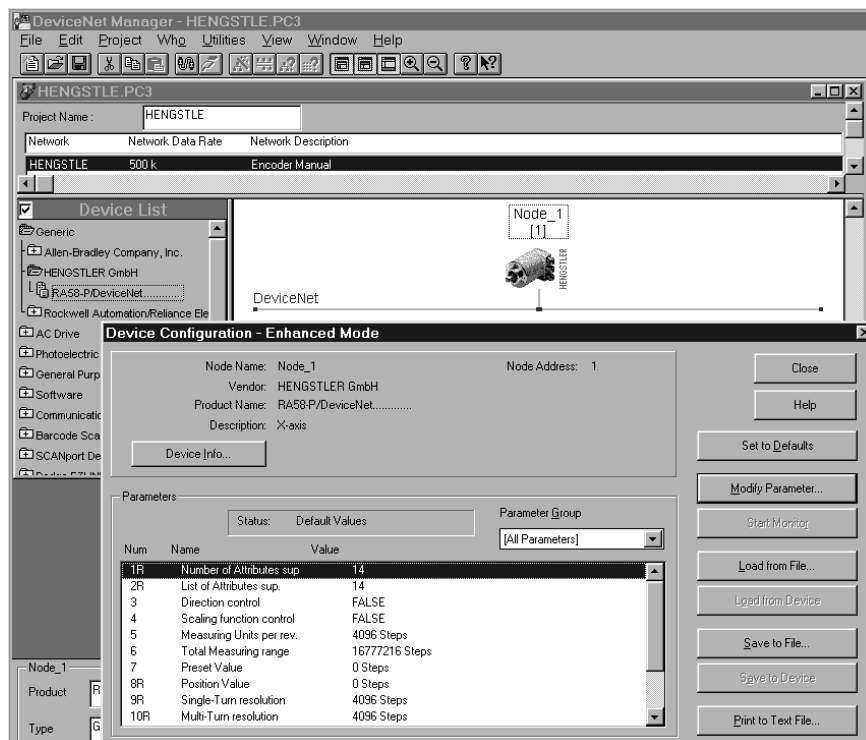 DeviceNet Manager - HENGSTLE.PC3
File Edit Project Who Utilities View Window Help
HENGSTLE.PC3
Project Name : HENGSTLE
Network Network Data Rate Network Description
HENGSTLE 500 k Encoder Manual
Device List
Generic
Allen-Bradley Company, Inc.
HENGSTLER GmbH
RA58-P/DeviceNet............
Rockwell Automation/Reliance Ele
AC Drive
Photoelectric
General Purp
Software
Communicatio
Barcode Sca
SCANport De
Node_1
[1]
HENGSTLER
DeviceNet
Device Configuration - Enhanced Mode
Node Name: Node_1 Node Address: 1
Vendor: HENGSTLER GmbH
Product Name: RA58-P/DeviceNet............
Description: X-axis
Device Info...
Close
Help
Set to Defaults
Modify Parameter...
Start Monitor
Load from File...
Load from Device
Save to File...
Save to Device
Print to Text File...
Parameters
Status: Default Values
Parameter Group
[All Parameters]
Num Name Value
1R Number of Attributes sup 14
2R List of Attributes sup. 14
3 Direction control FALSE
4 Scaling function control FALSE
5 Measuring Units per rev. 4096 Steps
6 Total Measuring range 16777216 Steps
7 Preset Value 0 Steps
8R Position Value 0 Steps
9R Single-Turn resolution 4096 Steps
10R Multi-Turn resolution 4096 Steps
Node_1
Product R
Type G